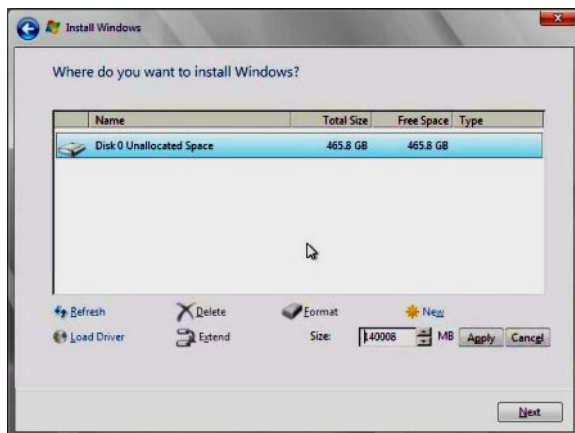 Install Windows
Where do you want to install Windows?
Name Total Size Free Space Type
Disk 0 Unallocated Space 465.8 GB 465.8 GB
Refresh Delete Format New
Load Driver Extend Size: 140008 MB Apply Cancel
Next